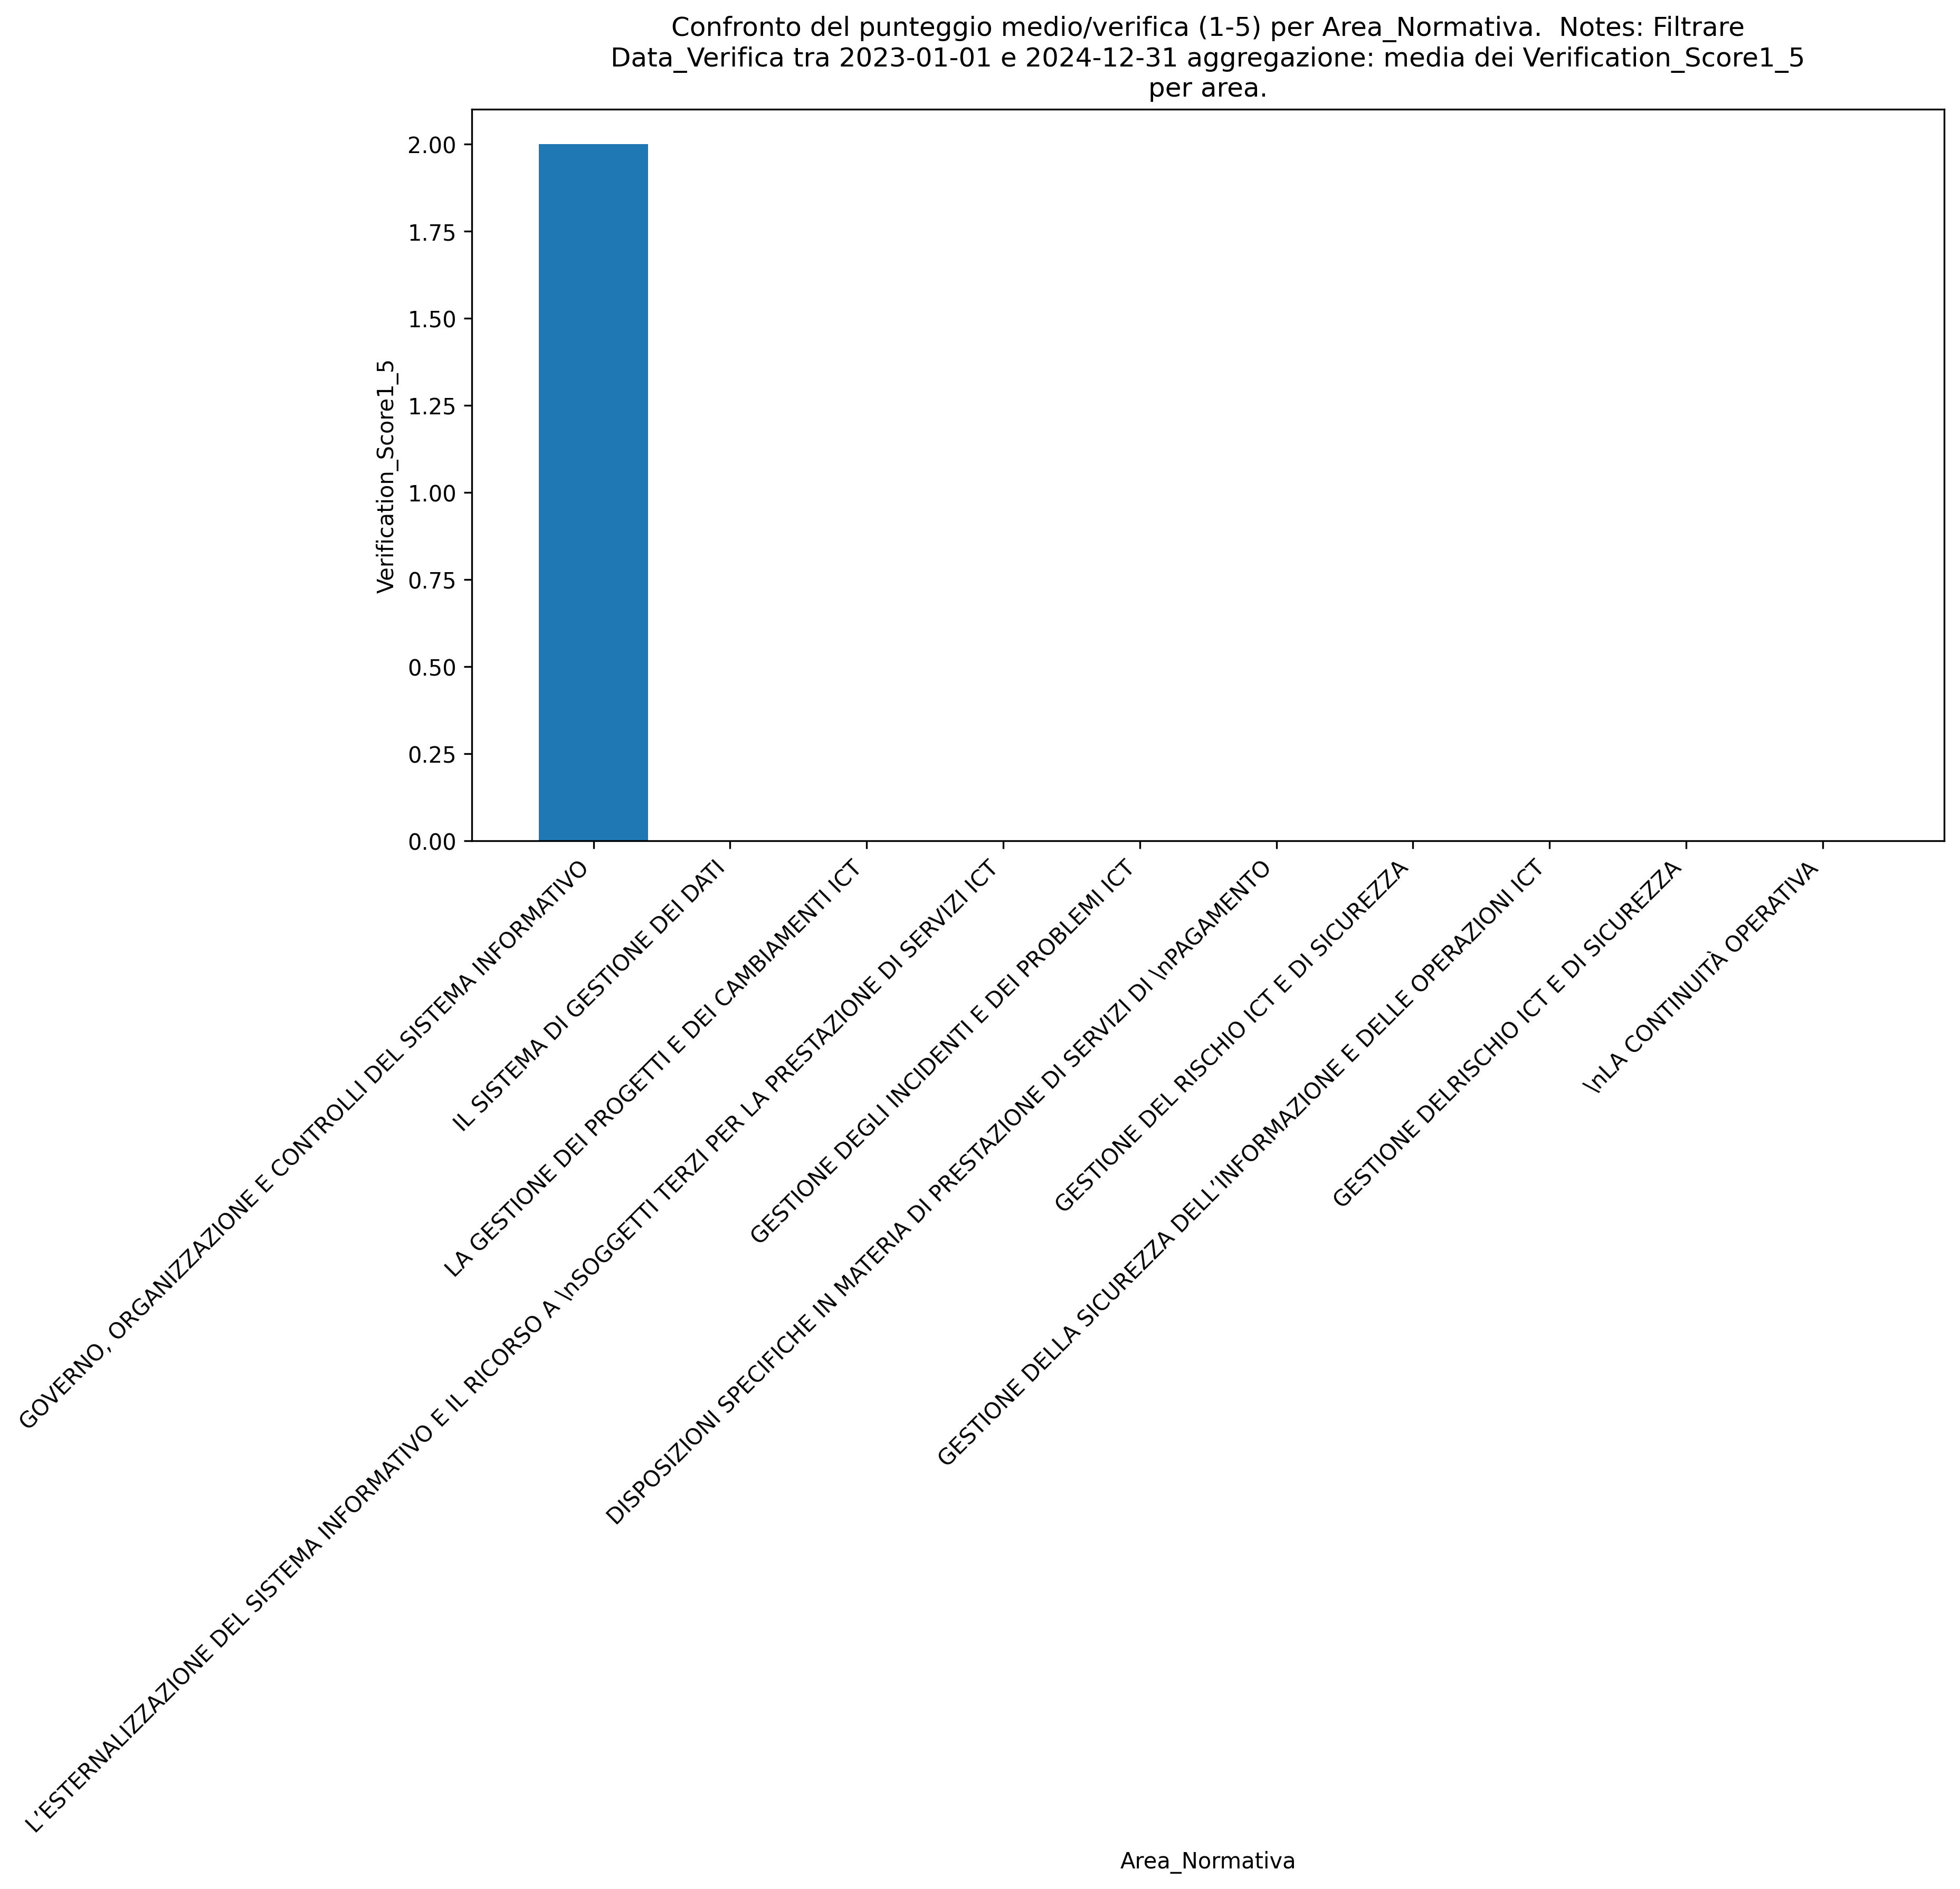 Confronto del punteggio medio/verifica (1-5) per Area_Normativa.  Notes: Filtrare
Data_Verifica tra 2023-01-01 e 2024-12-31 aggregazione: media dei Verification_Score1_5
per area.
Verification_Score1_5
2.00
1.75
1.50
1.25
1.00
0.75
0.50
0.25
0.00
GOVERNO, ORGANIZZAZIONE E CONTROLLI DEL SISTEMA INFORMATIVO
IL SISTEMA DI GESTIONE DEI DATI
LA GESTIONE DEI PROGETTI E DEI CAMBIAMENTI ICT
L’ESTERNALIZZAZIONE DEL SISTEMA INFORMATIVO E IL RICORSO A \nSOGGETTI TERZI PER LA PRESTAZIONE DI SERVIZI ICT
GESTIONE DEGLI INCIDENTI E DEI PROBLEMI ICT
DISPOSIZIONI SPECIFICHE IN MATERIA DI PRESTAZIONE DI SERVIZI DI \nPAGAMENTO
GESTIONE DEL RISCHIO ICT E DI SICUREZZA
GESTIONE DELLA SICUREZZA DELL’INFORMAZIONE E DELLE OPERAZIONI ICT
GESTIONE DELRISCHIO ICT E DI SICUREZZA
\nLA CONTINUITÀ OPERATIVA
Area_Normativa